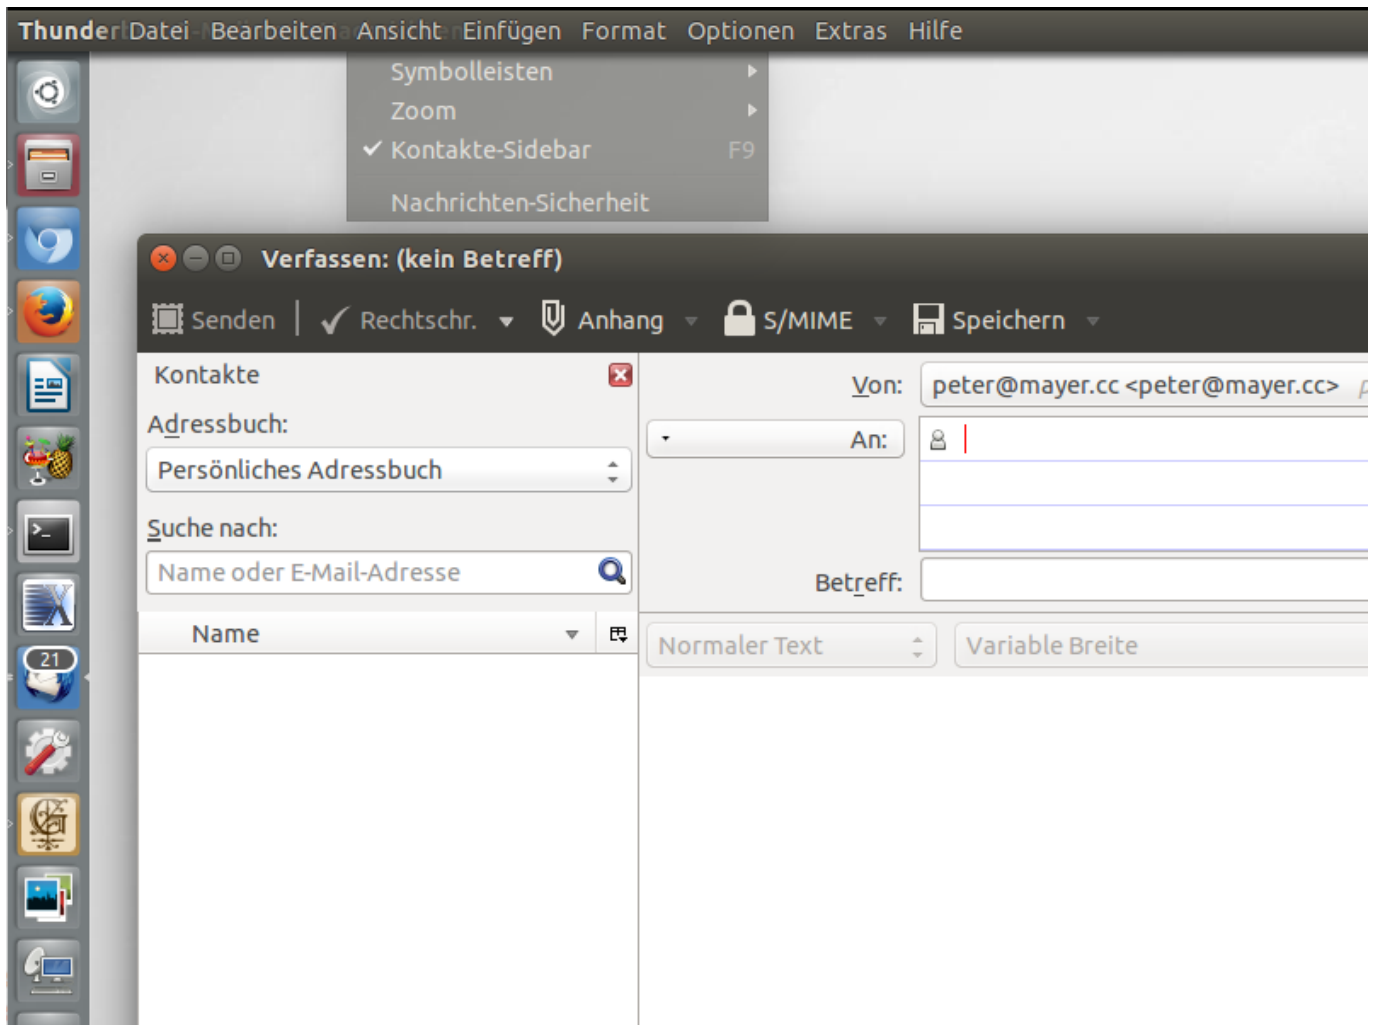 Thunder Datei Bearbeiten Ansicht Einfügen Format Optionen Extras Hilfe
Symbolleisten
Zoom
Kontakte-Sidebar F9
Nachrichten-Sicherheit
Verfassen: (kein Betreff)
Senden Rechtschr. Anhang S/MIME Speichern
Kontakte
Von: peter@mayer.cc <peter@mayer.cc> p
Adressbuch:
An:
Persönliches Adressbuch
Suche nach:
Name oder E-Mail-Adresse
Betreff:
Name
Normaler Text Variable Breite
21